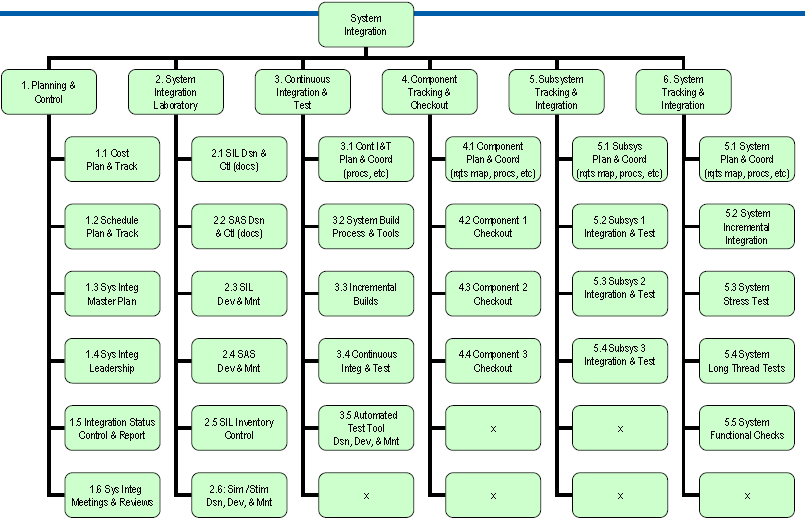 System
Integration
1. Planning &
Control
2. System
Integration
Laboratory
3. Continuous
Integration &
Test
4. Component
Tracking &
Checkout
5. Subsystem
Tracking &
Integration
6. System
Tracking &
Integration
1.1 Cost
Plan & Track
1.2 Schedule
Plan & Track
1.3 Sys Integ
Master Plan
1.4 Sys Integ
Leadership
1.5 Integration Status
Control & Report
1.6 Sys Integ
Meetings & Reviews
2.1 SIL Dsn &
Ctl (docs)
2.2 SAS Dsn
& Ctl (docs)
2.3 SIL
Dev & Mnt
2.4 SAS
Dev & Mnt
2.5 SIL Inventory
Control
2.6: Sim /Stim
Dsn, Dev, & Mnt
3.1 Cont I&T
Plan & Coord
(procs, etc)
3.2 System Build
Process & Tools
3.3 Incremental
Builds
3.4 Continuous
Integ & Test
3.5 Automated
Test Tool
Dsn, Dev, & Mnt
x
4.1 Component
Plan & Coord
(rqts map, procs, etc)
4.2 Component 1
Checkout
4.3 Component 2
Checkout
4.4 Component 3
Checkout
x
x
5.1 Subsys
Plan & Coord
(rqts map, procs, etc)
5.2 Subsys 1
Integration & Test
5.3 Subsys 2
Integration & Test
5.4 Subsys 3
Integration & Test
x
x
5.1 System
Plan & Coord
(rqts map, procs, etc)
5.2 System
Incremental
Integration
5.3 System
Stress Test
5.4 System
Long Thread Tests
5.5 System
Functional Checks
x